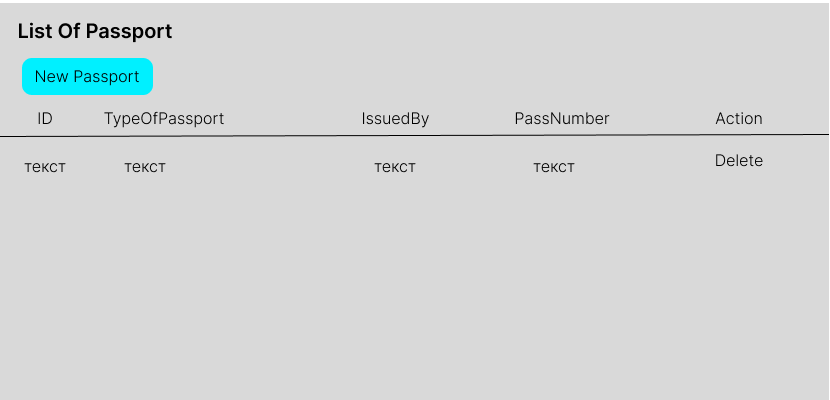 List Of Passport
New Passport
ID TypeOfPassport IssuedBy PassNumber Action
текст текст текст текст Delete